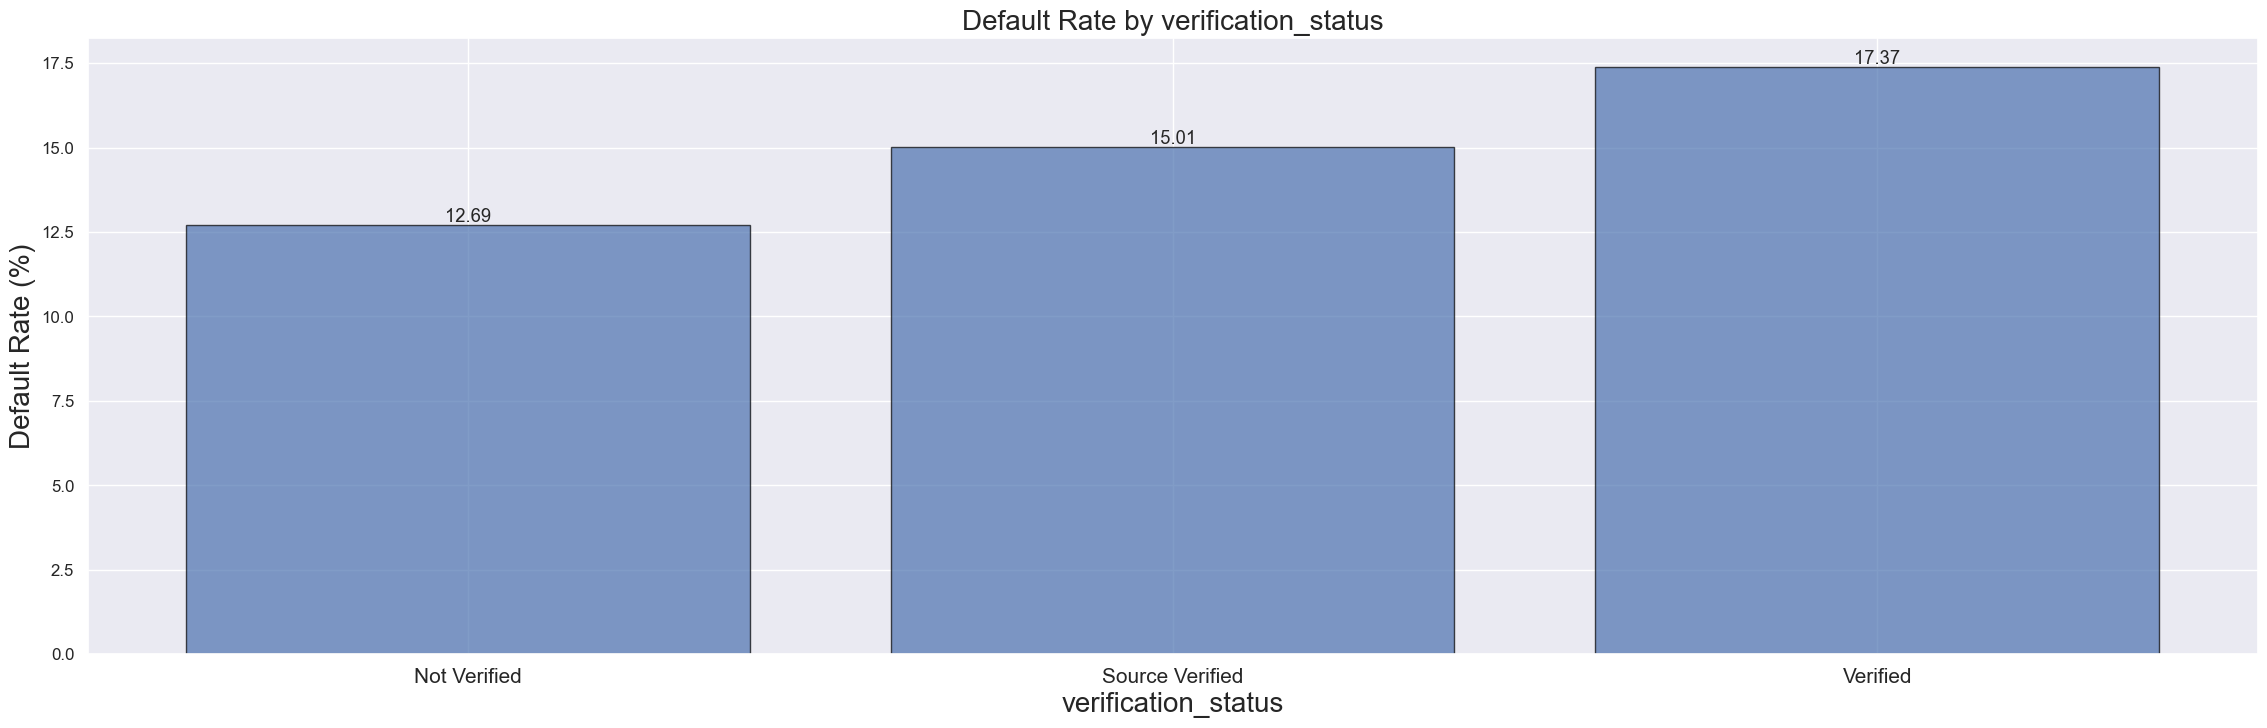 Default Rate by verification_status
Default Rate (%)
17.5
15.0
12.5
10.0
7.5
5.0
2.5
0.0
12.69
15.01
17.37
Not Verified
Source Verified
Verified
verification_status